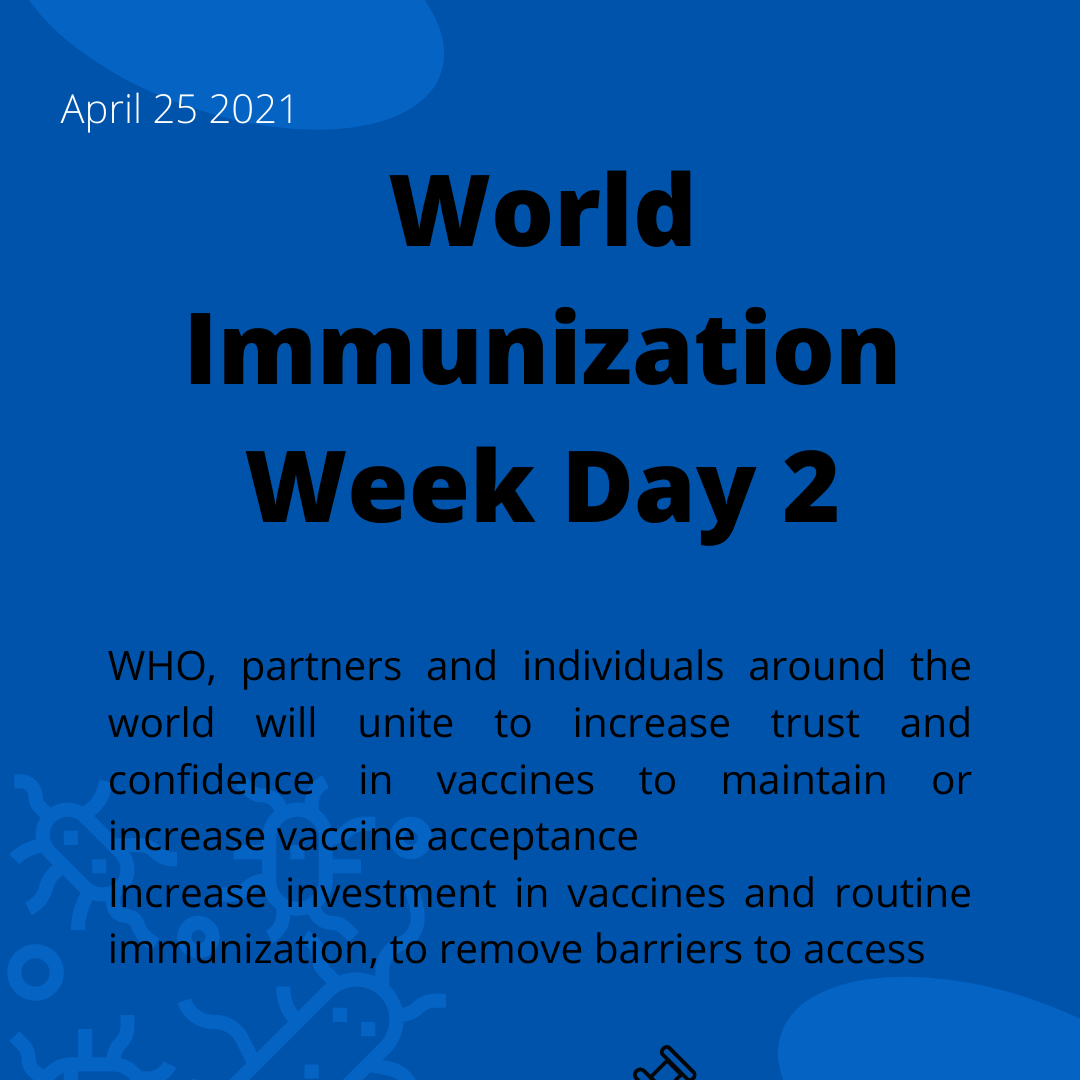 April 25 2021
World
Immunization
Week Day 2
WHO, partners and individuals around the
world will unite to increase trust and
confidence in vaccines to maintain or
increase vaccine acceptance
Increase investment in vaccines and routine
immunization, to remove barriers to access